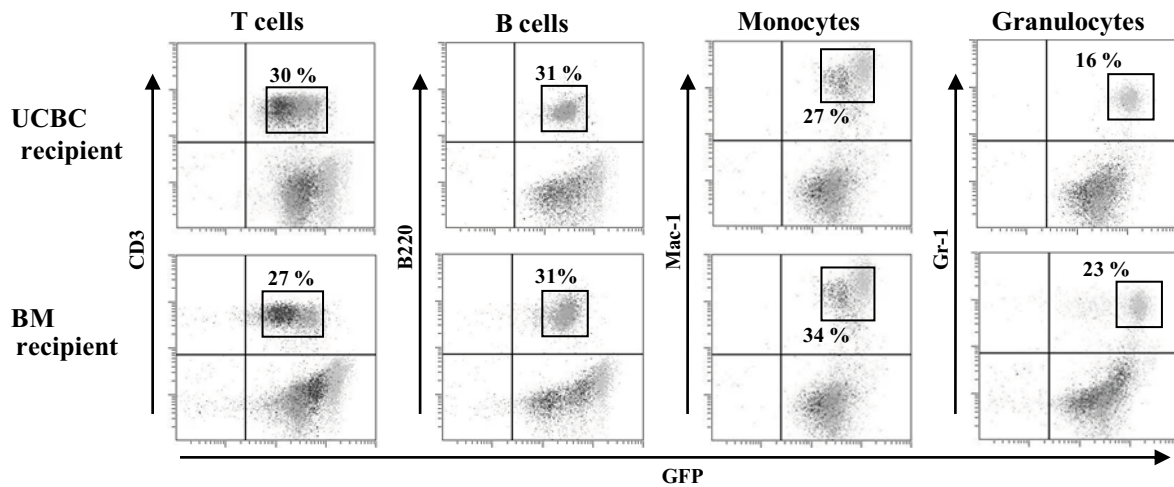 T cells
B cells
Monocytes
Granulocytes
UCBC
recipient
30 %
31 %
27 %
16 %
CD3
B220
Mac-1
Gr-1
BM
recipient
27 %
31%
34 %
23 %
GFP